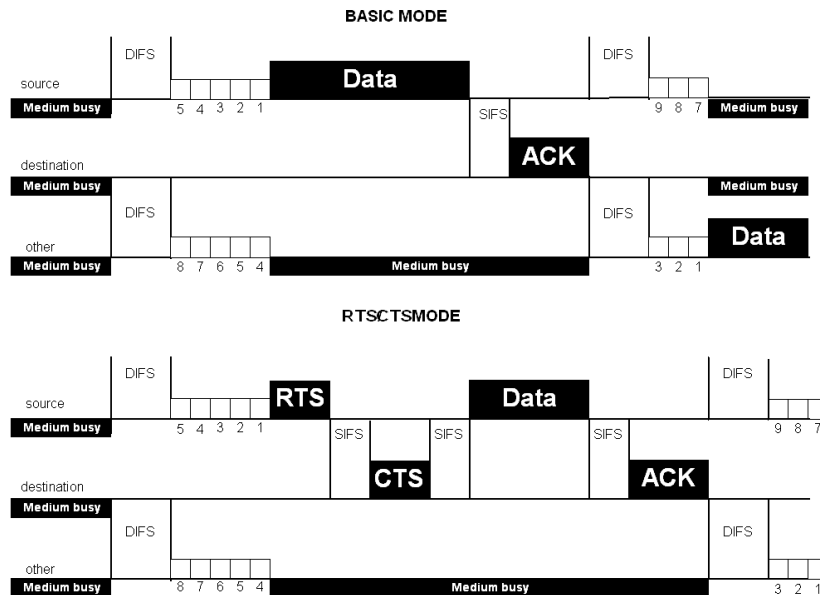 BASIC MODE
DIFS DIFS
source Data
Medium busy 5 4 3 2 1 9 8 7 Medium busy
SIFS
destination ACK
Medium busy Medium busy
DIFS DIFS
other Data
Medium busy 8 7 6 5 4 Medium busy 3 2 1
RTS/CTSMODE
DIFS DIFS
source RTS Data
Medium busy 5 4 3 2 1 SIFS SIFS SIFS 9 8 7
destination CTS ACK
Medium busy
DIFS DIFS
other
Medium busy 8 7 6 5 4 Medium busy 3 2 1